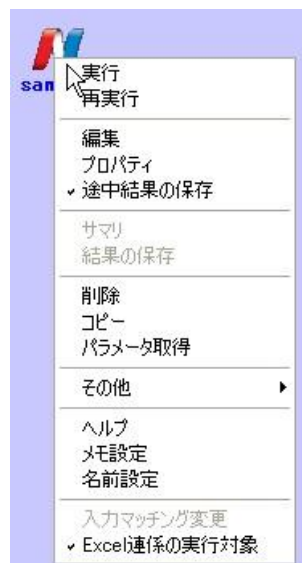 san
実行
再実行
編集
プロパティ
途中結果の保存
サマリ
結果の保存
削除
コピー
パラメータ取得
その他
ヘルプ
メモ設定
名前設定
入力マッチング変更
Excel連係の実行対象